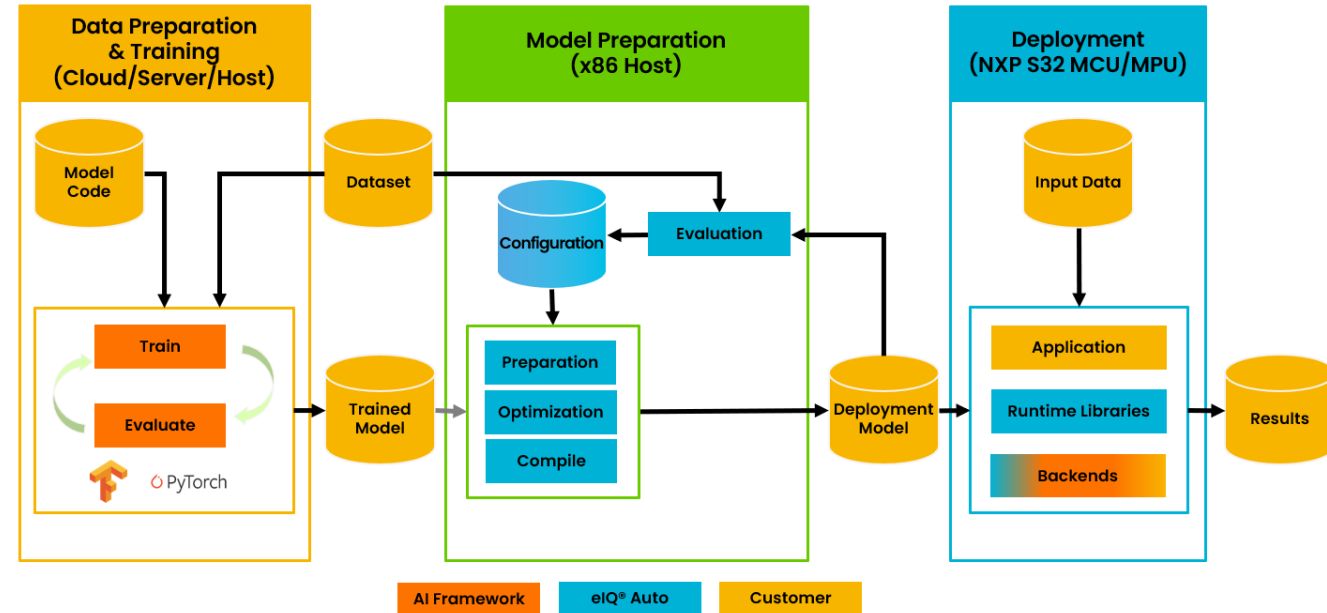 Data Preparation
& Training
(Cloud/Server/Host)
Model Preparation
(x86 Host)
Deployment
(NXP S32 MCU/MPU)
Model
Code
Dataset
Configuration
Evaluation
Input Data
Train
Evaluate
PyTorch
Trained
Model
Preparation
Optimization
Compile
Deployment
Model
Application
Runtime Libraries
Backends
Results
AI Framework
eIQ® Auto
Customer